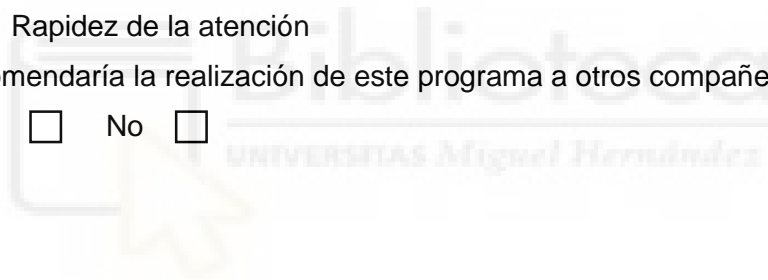 Rapidez de la atención
omendaría la realización de este programa a otros compañe
No
Biblioteca
UNIVERSITAS Miguel Hernández